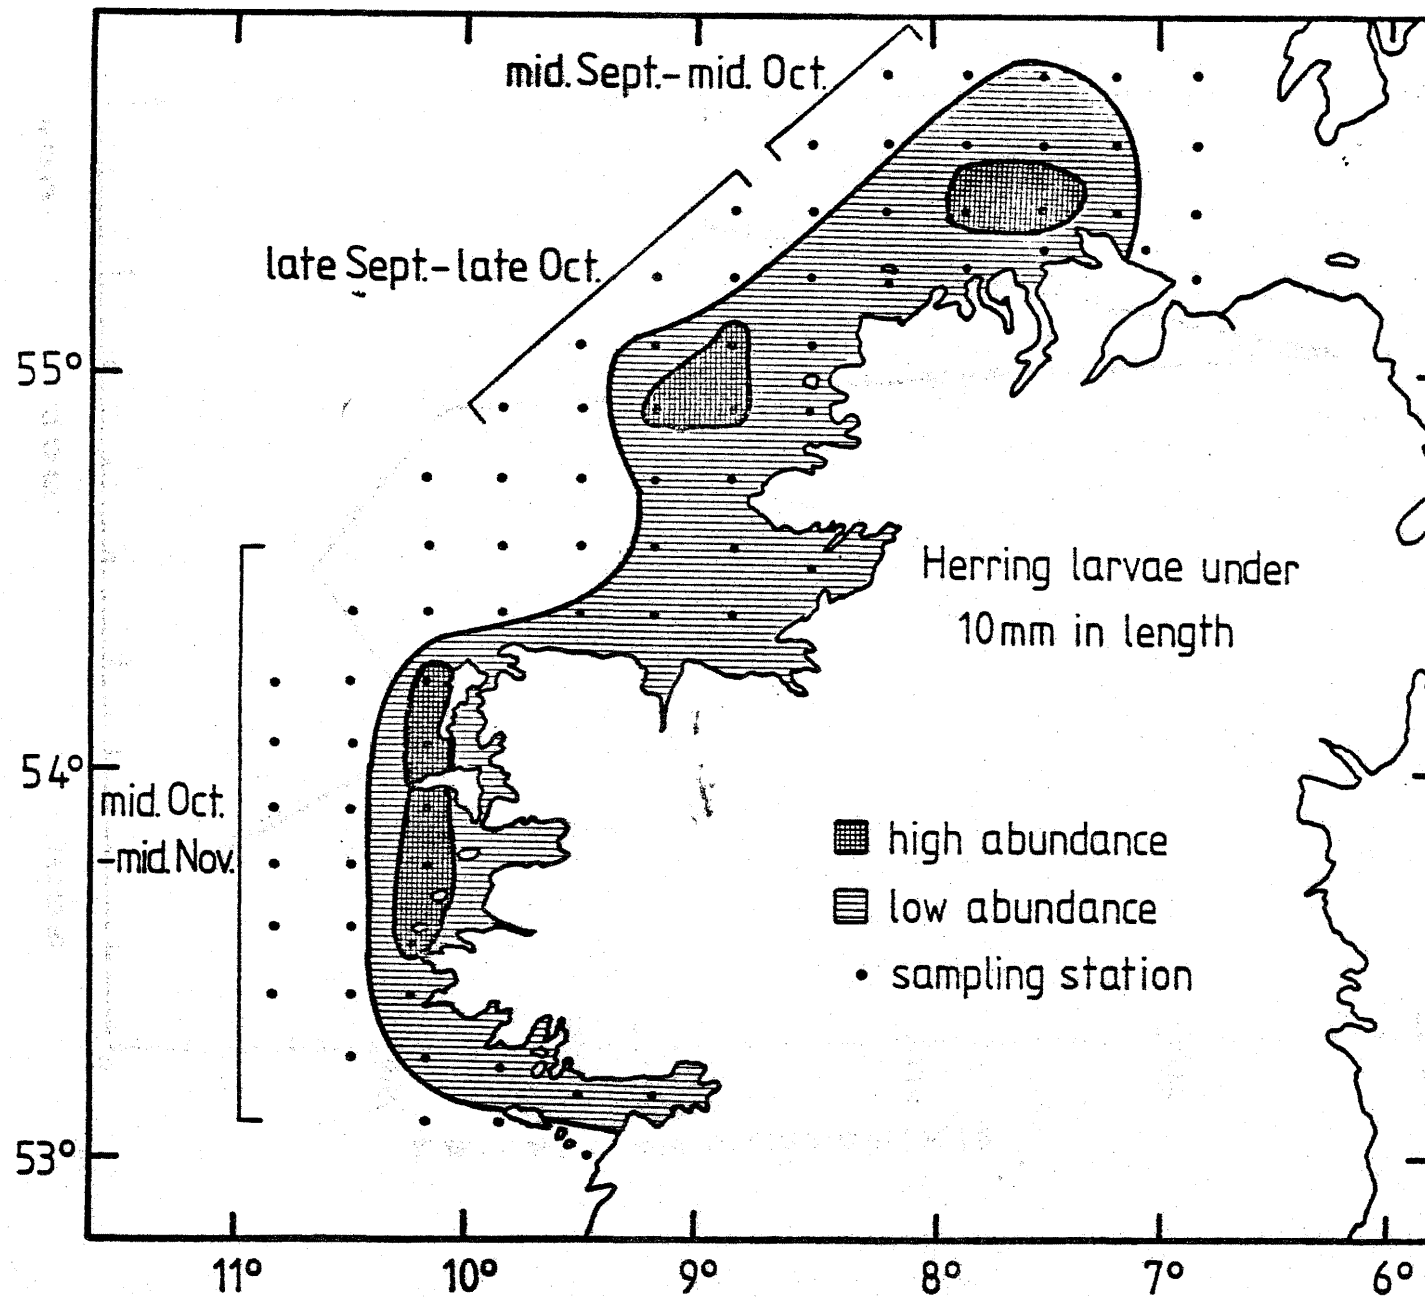 mid. Sept.-mid. Oct.
late Sept.-late Oct.
55°
Herring larvae under
10mm in length
54°
mid. Oct.
-mid. Nov.
high abundance
low abundance
sampling station
53°
11° 10° 9° 8° 7° 6°